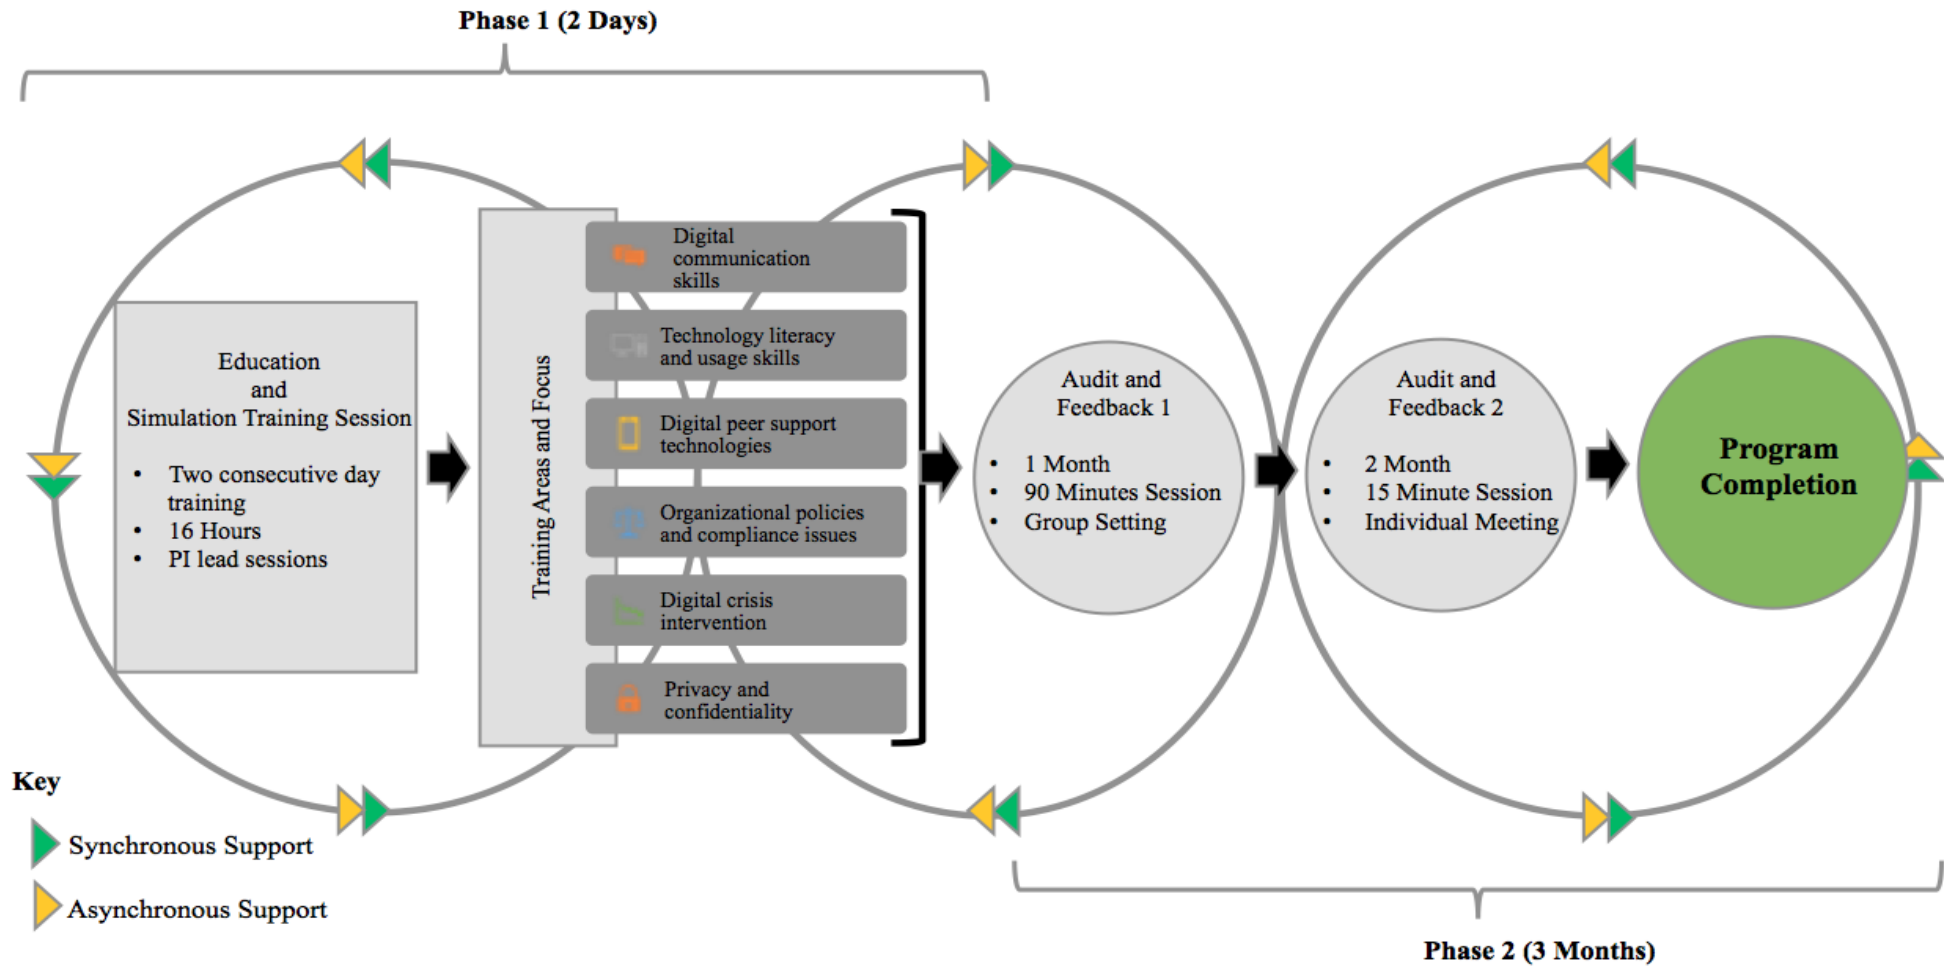 Phase 1 (2 Days)
Education
and
Simulation Training Session
• Two consecutive day
training
• 16 Hours
• PI lead sessions
Training Areas and Focus
Digital
communication
skills
Technology literacy
and usage skills
Digital peer support
technologies
Organizational policies
and compliance issues
Digital crisis
intervention
Privacy and
confidentiality
Audit and
Feedback 1
• 1 Month
• 90 Minutes Session
• Group Setting
Audit and
Feedback 2
• 2 Month
• 15 Minute Session
• Individual Meeting
Program
Completion
Key
Synchronous Support
Asynchronous Support
Phase 2 (3 Months)